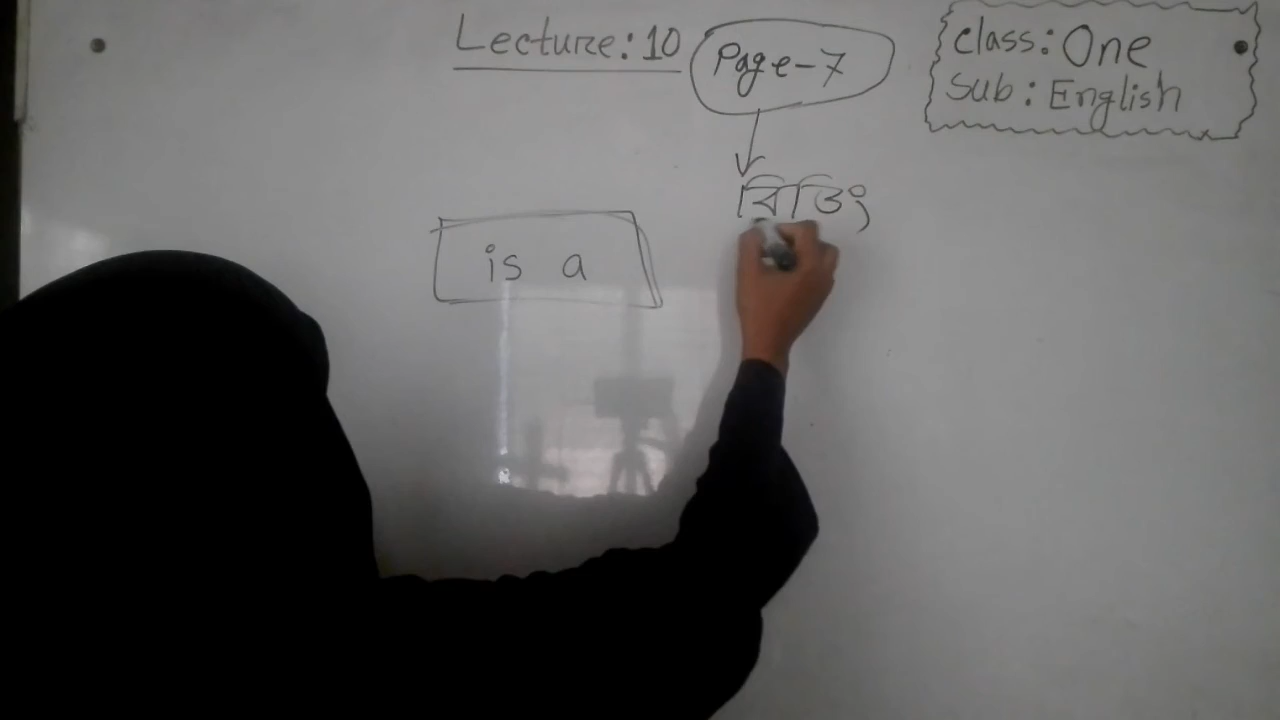 Lecture: 10
Page-7
class: One
Sub: English
রিডিং
is a